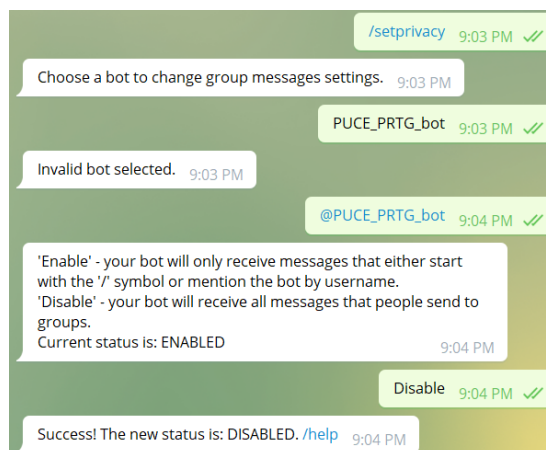 /setprivacy 9:03 PM
Choose a bot to change group messages settings. 9:03 PM
PUCE_PRTG_bot 9:03 PM
Invalid bot selected. 9:03 PM
@PUCE_PRTG_bot 9:04 PM
'Enable' - your bot will only receive messages that either start
with the '/' symbol or mention the bot by username.
'Disable' - your bot will receive all messages that people send to
groups.
Current status is: ENABLED 9:04 PM
Disable 9:04 PM
Success! The new status is: DISABLED. /help 9:04 PM